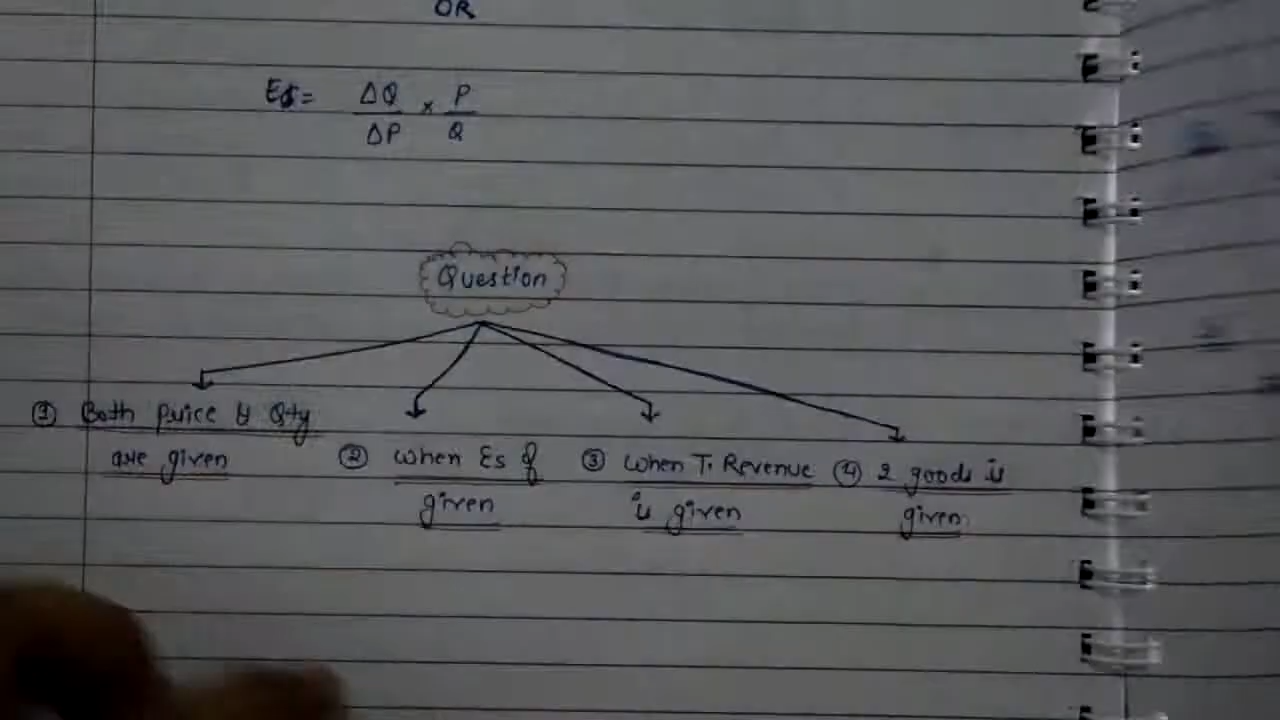 OR
Es = ΔQ/ΔP × P/Q
Question
① Both price & Qty
are given
② when Es if
given
③ when T. Revenue
is given
④ 2 goods is
given